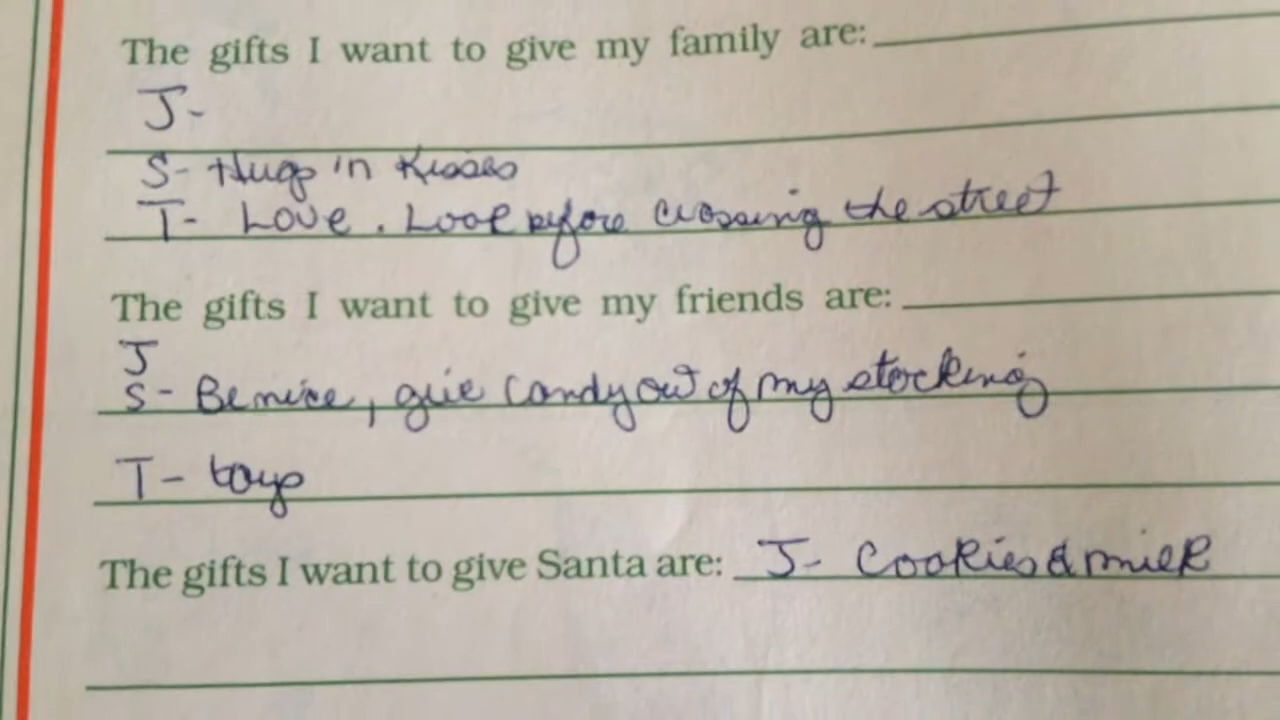 The gifts I want to give my family are:
J-
S- Hugs in Kisses
T- Love. Look before crossing the street
The gifts I want to give my friends are:
J
S- Be nice, give candy out of my stocking
T- toys
The gifts I want to give Santa are: J- Cookies & milk